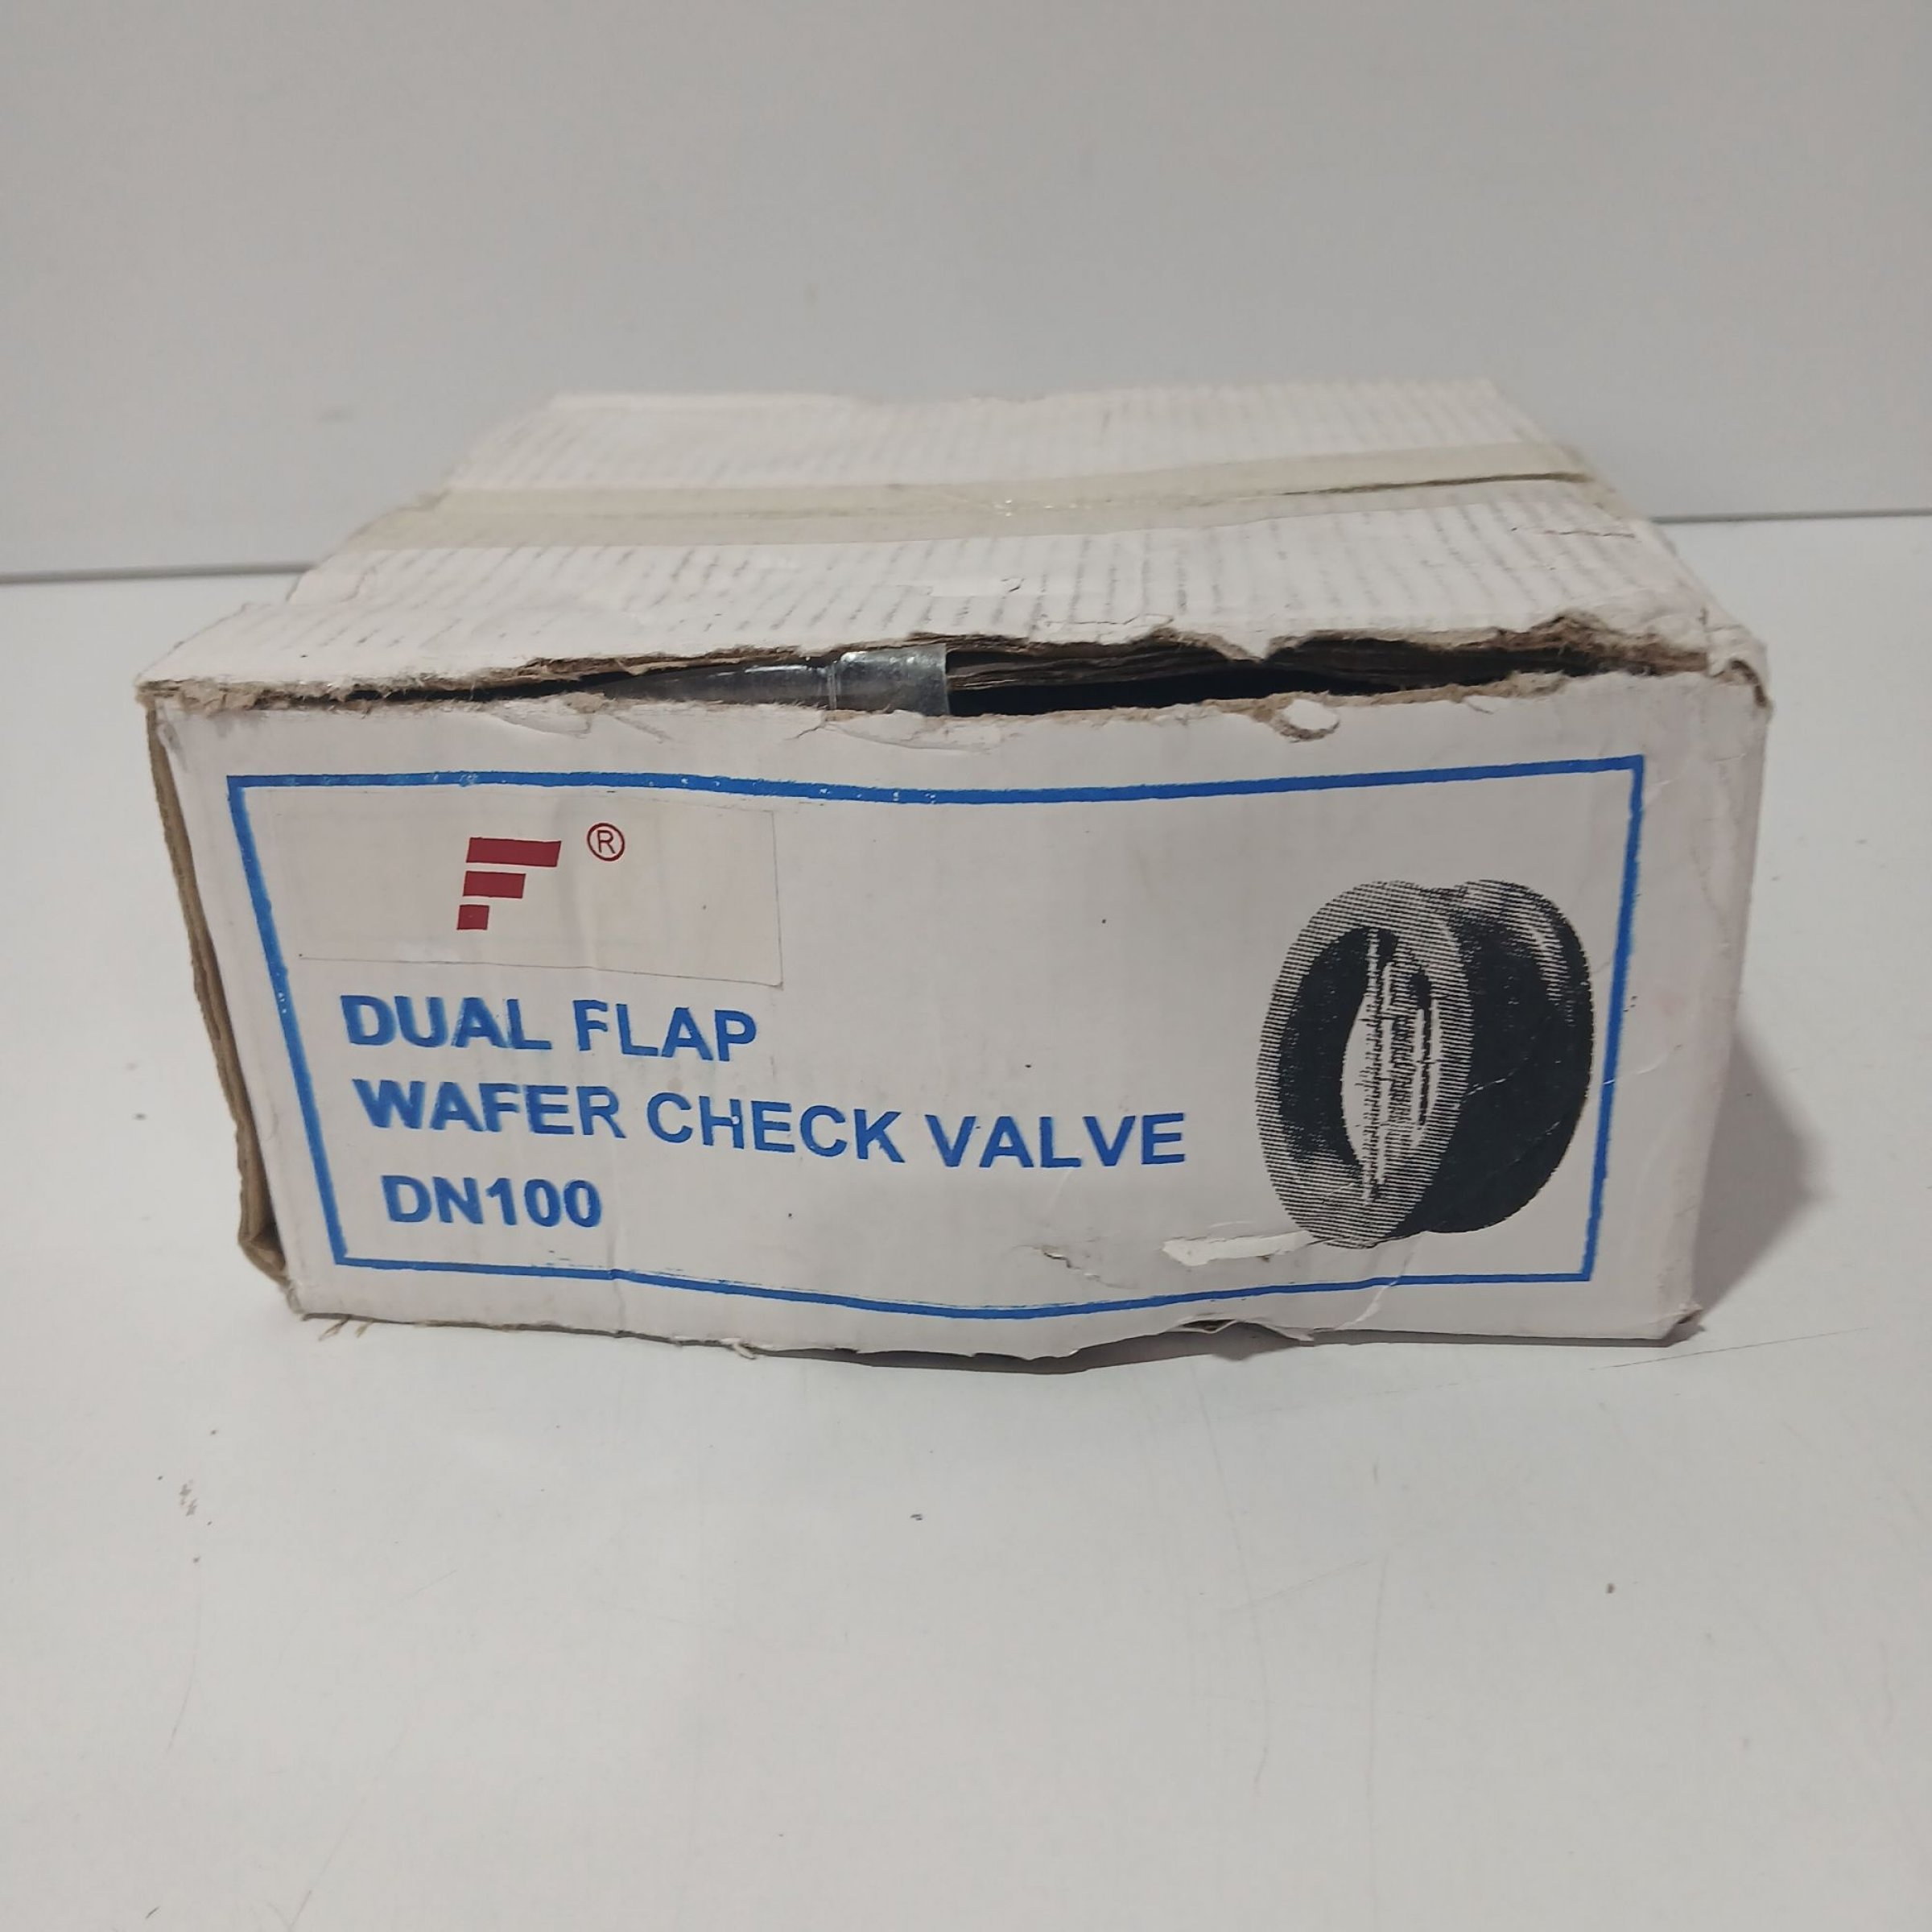 F ®
DUAL FLAP
WAFER CHECK VALVE
DN100